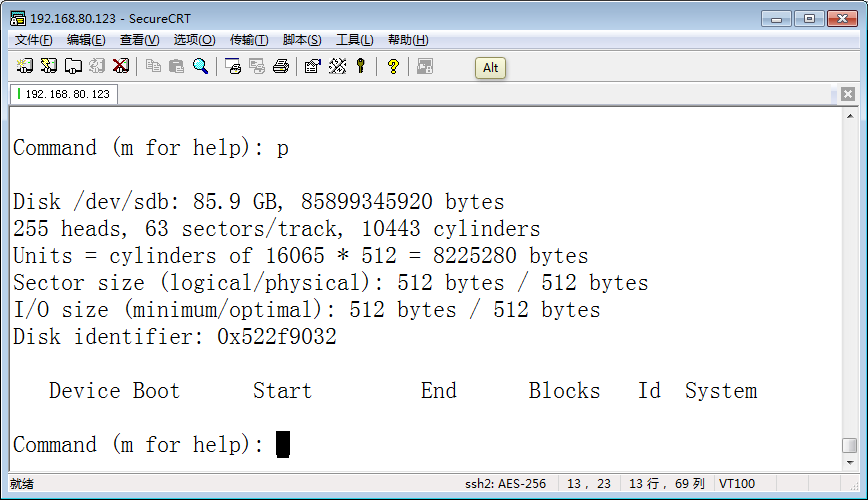 192.168.80.123 - SecureCRT
文件(F) 编辑(E) 查看(V) 选项(O) 传输(T) 脚本(S) 工具(L) 帮助(H)
Alt
192.168.80.123
Command (m for help): p
Disk /dev/sdb: 85.9 GB, 85899345920 bytes
255 heads, 63 sectors/track, 10443 cylinders
Units = cylinders of 16065 * 512 = 8225280 bytes
Sector size (logical/physical): 512 bytes / 512 bytes
I/O size (minimum/optimal): 512 bytes / 512 bytes
Disk identifier: 0x522f9032
Device Boot Start End Blocks Id System
Command (m for help):
就绪 ssh2: AES-256 13 , 23 13 行 , 69 列 VT100